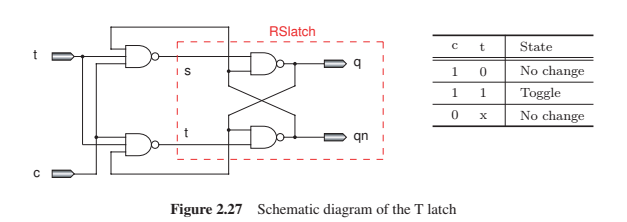 RSlatch
t
s
q
t
qn
c
c t State
1 0 No change
1 1 Toggle
0 x No change
Figure 2.27 Schematic diagram of the T latch